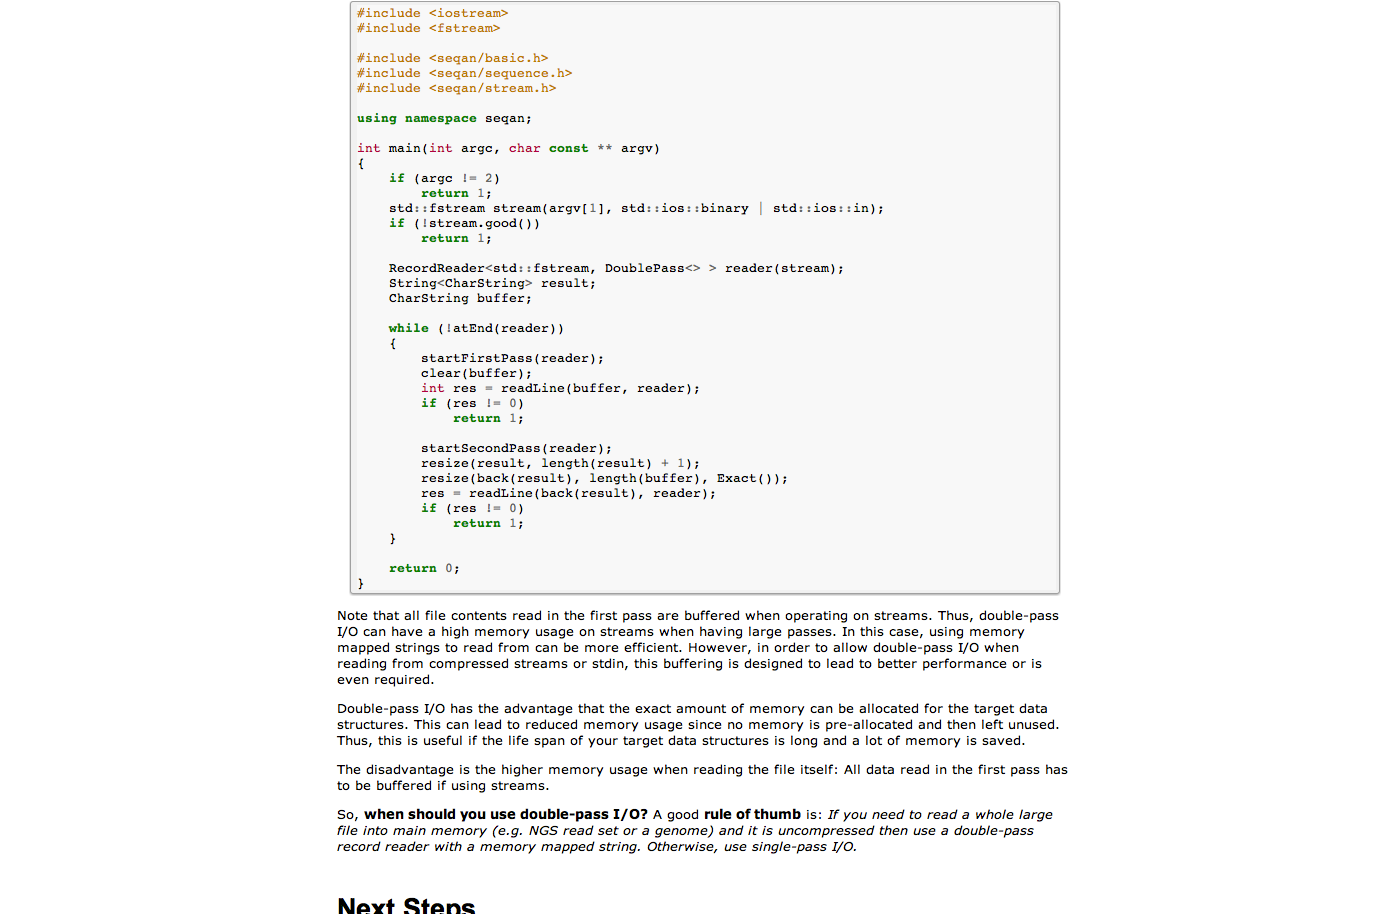 #include <iostream>
#include <fstream>

#include <seqan/basic.h>
#include <seqan/sequence.h>
#include <seqan/stream.h>

using namespace seqan;

int main(int argc, char const ** argv)
{
    if (argc != 2)
        return 1;
    std::fstream stream(argv[1], std::ios::binary | std::ios::in);
    if (!stream.good())
        return 1;

    RecordReader<std::fstream, DoublePass<> > reader(stream);
    String<CharString> result;
    CharString buffer;

    while (!atEnd(reader))
    {
        startFirstPass(reader);
        clear(buffer);
        int res = readLine(buffer, reader);
        if (res != 0)
            return 1;

        startSecondPass(reader);
        resize(result, length(result) + 1);
        resize(back(result), length(buffer), Exact());
        res = readLine(back(result), reader);
        if (res != 0)
            return 1;
    }

    return 0;
}
Note that all file contents read in the first pass are buffered when operating on streams. Thus, double-pass
I/O can have a high memory usage on streams when having large passes. In this case, using memory
mapped strings to read from can be more efficient. However, in order to allow double-pass I/O when
reading from compressed streams or stdin, this buffering is designed to lead to better performance or is
even required.
Double-pass I/O has the advantage that the exact amount of memory can be allocated for the target data
structures. This can lead to reduced memory usage since no memory is pre-allocated and then left unused.
Thus, this is useful if the life span of your target data structures is long and a lot of memory is saved.
The disadvantage is the higher memory usage when reading the file itself: All data read in the first pass has
to be buffered if using streams.
So, when should you use double-pass I/O? A good rule of thumb is: If you need to read a whole large
file into main memory (e.g. NGS read set or a genome) and it is uncompressed then use a double-pass
record reader with a memory mapped string. Otherwise, use single-pass I/O.
Next Steps